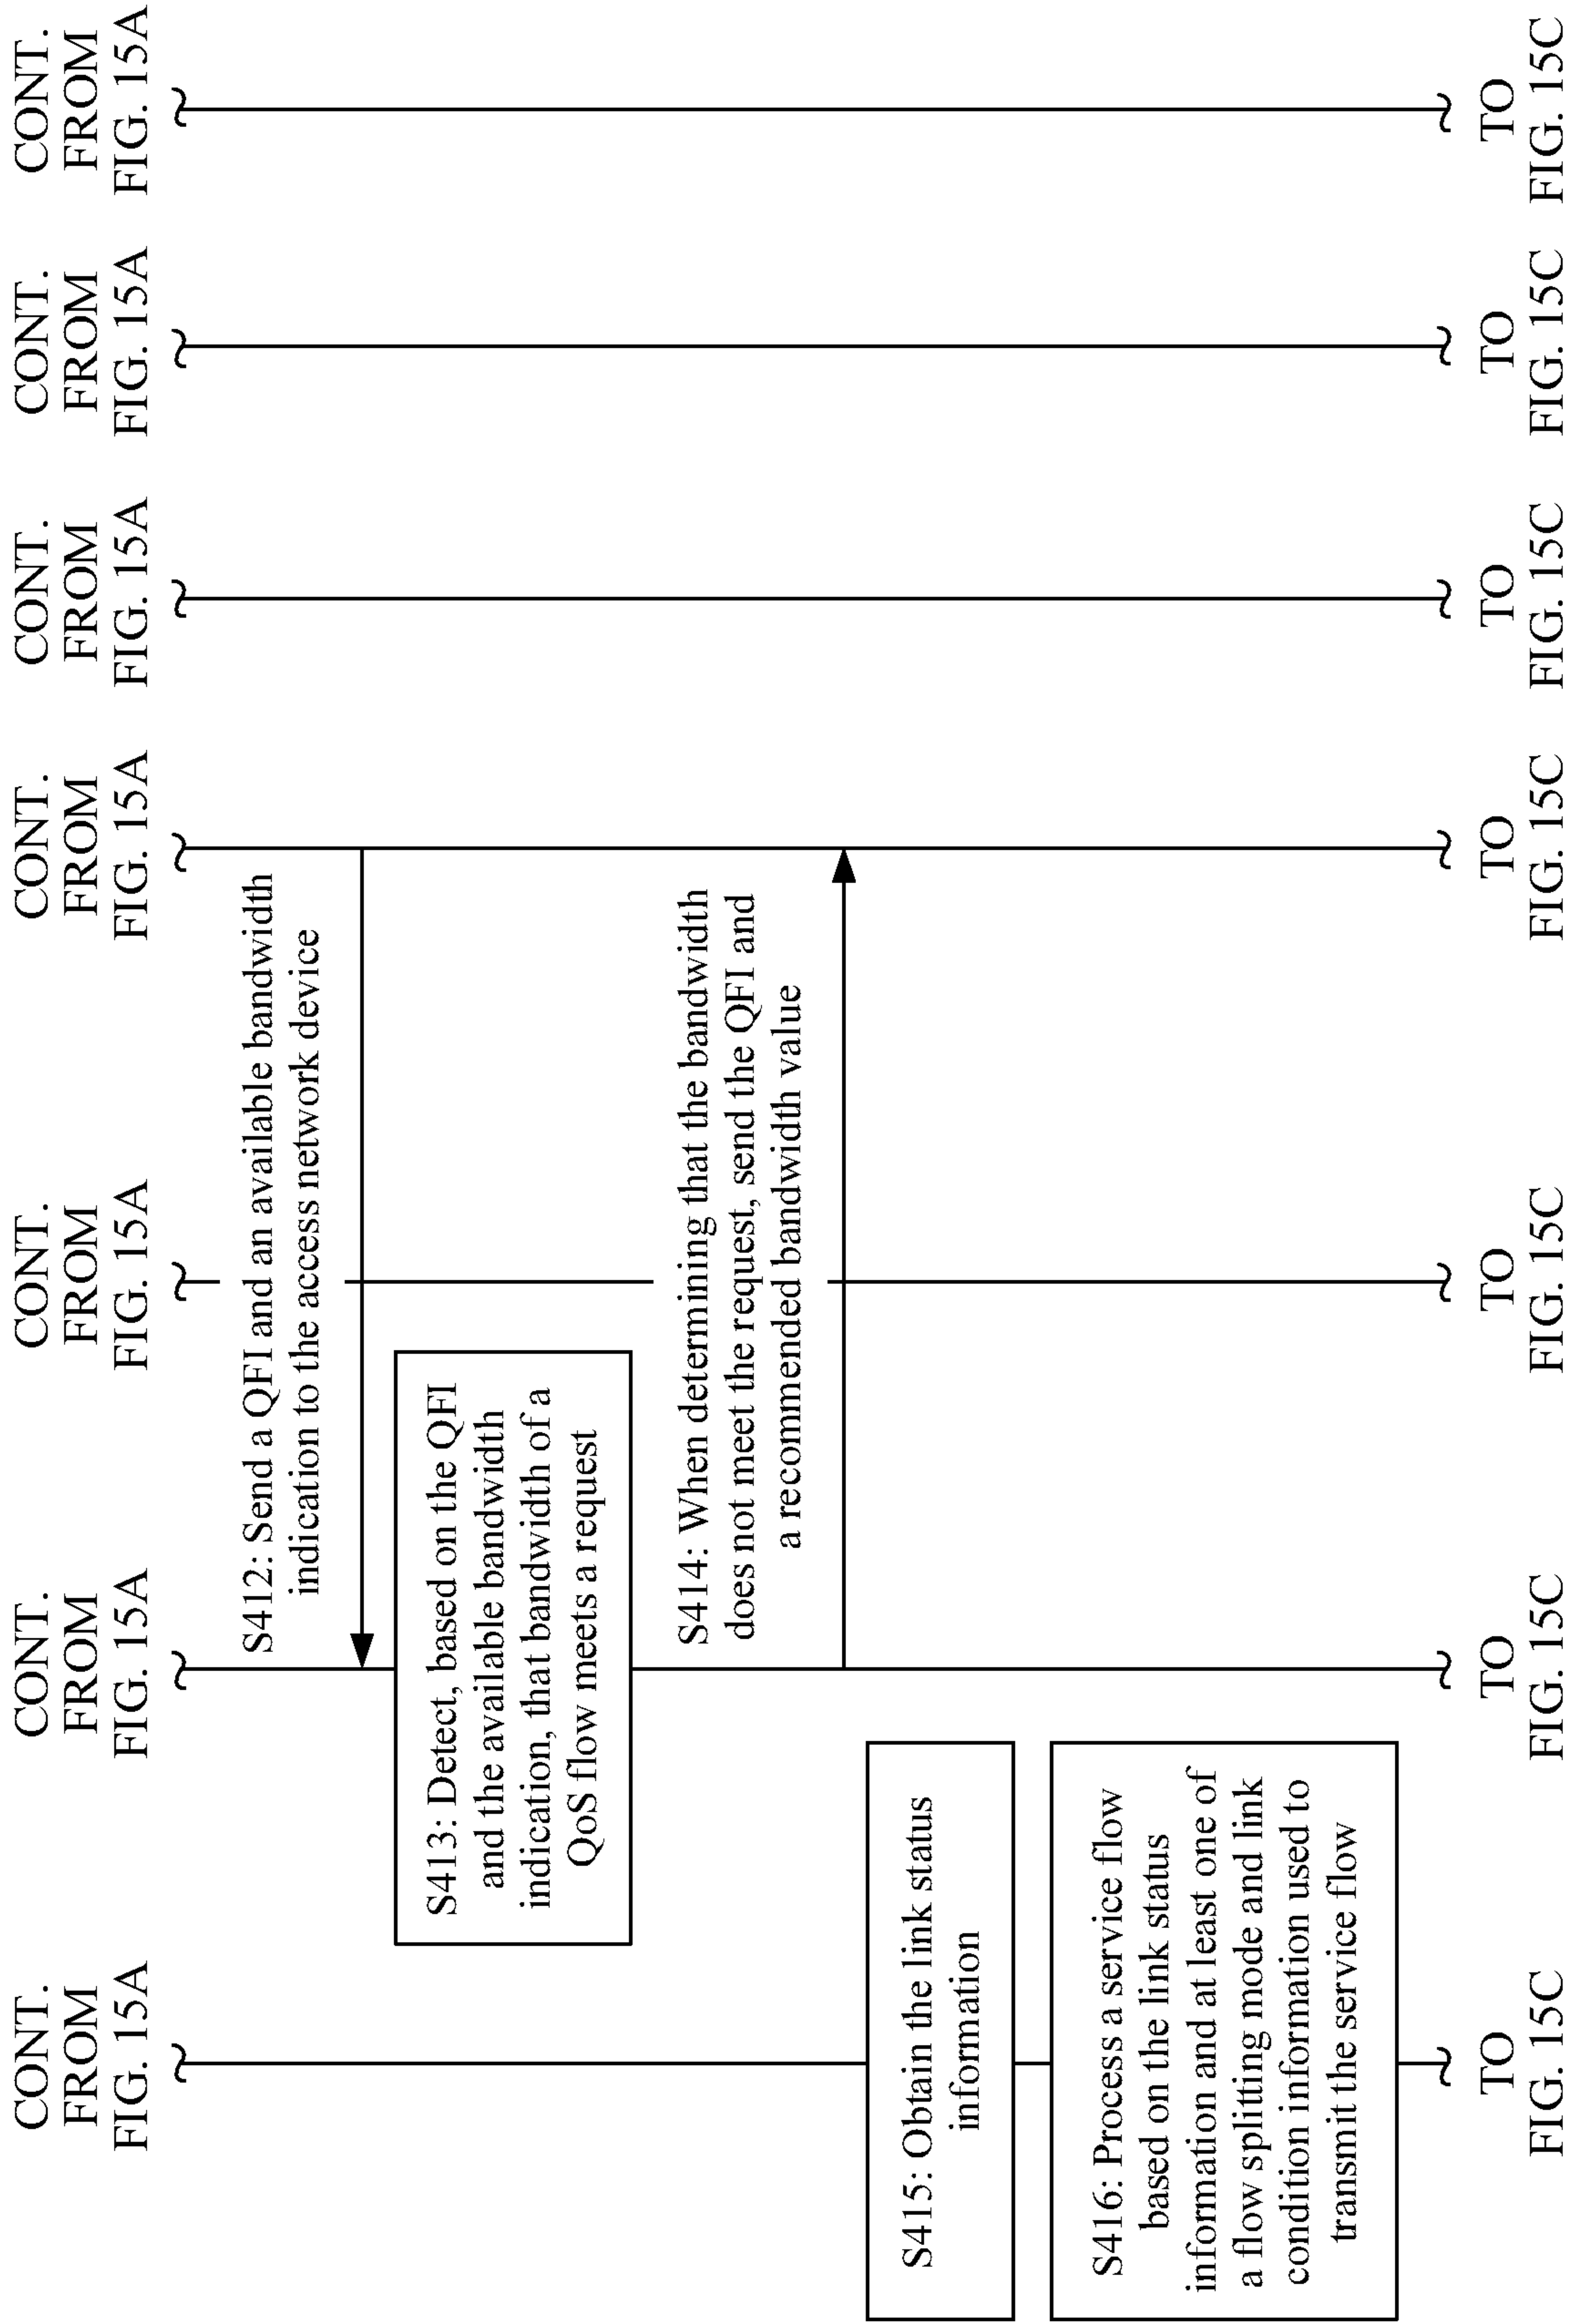 CONT.
FROM
FIG. 15A
CONT.
FROM
FIG. 15A
CONT.
FROM
FIG. 15A
CONT.
FROM
FIG. 15A
CONT.
FROM
FIG. 15A
CONT.
FROM
FIG. 15A
CONT.
FROM
FIG. 15A
S412: Send a QFI and an available bandwidth
indication to the access network device
S413: Detect, based on the QFI
and the available bandwidth
indication, that bandwidth of a
QoS flow meets a request
S414: When determining that the bandwidth
does not meet the request, send the QFI and
a recommended bandwidth value
S415: Obtain the link status
information
S416: Process a service flow
based on the link status
information and at least one of
a flow splitting mode and link
condition information used to
transmit the service flow
TO
FIG. 15C
TO
FIG. 15C
TO
FIG. 15C
TO
FIG. 15C
TO
FIG. 15C
TO
FIG. 15C
TO
FIG. 15C